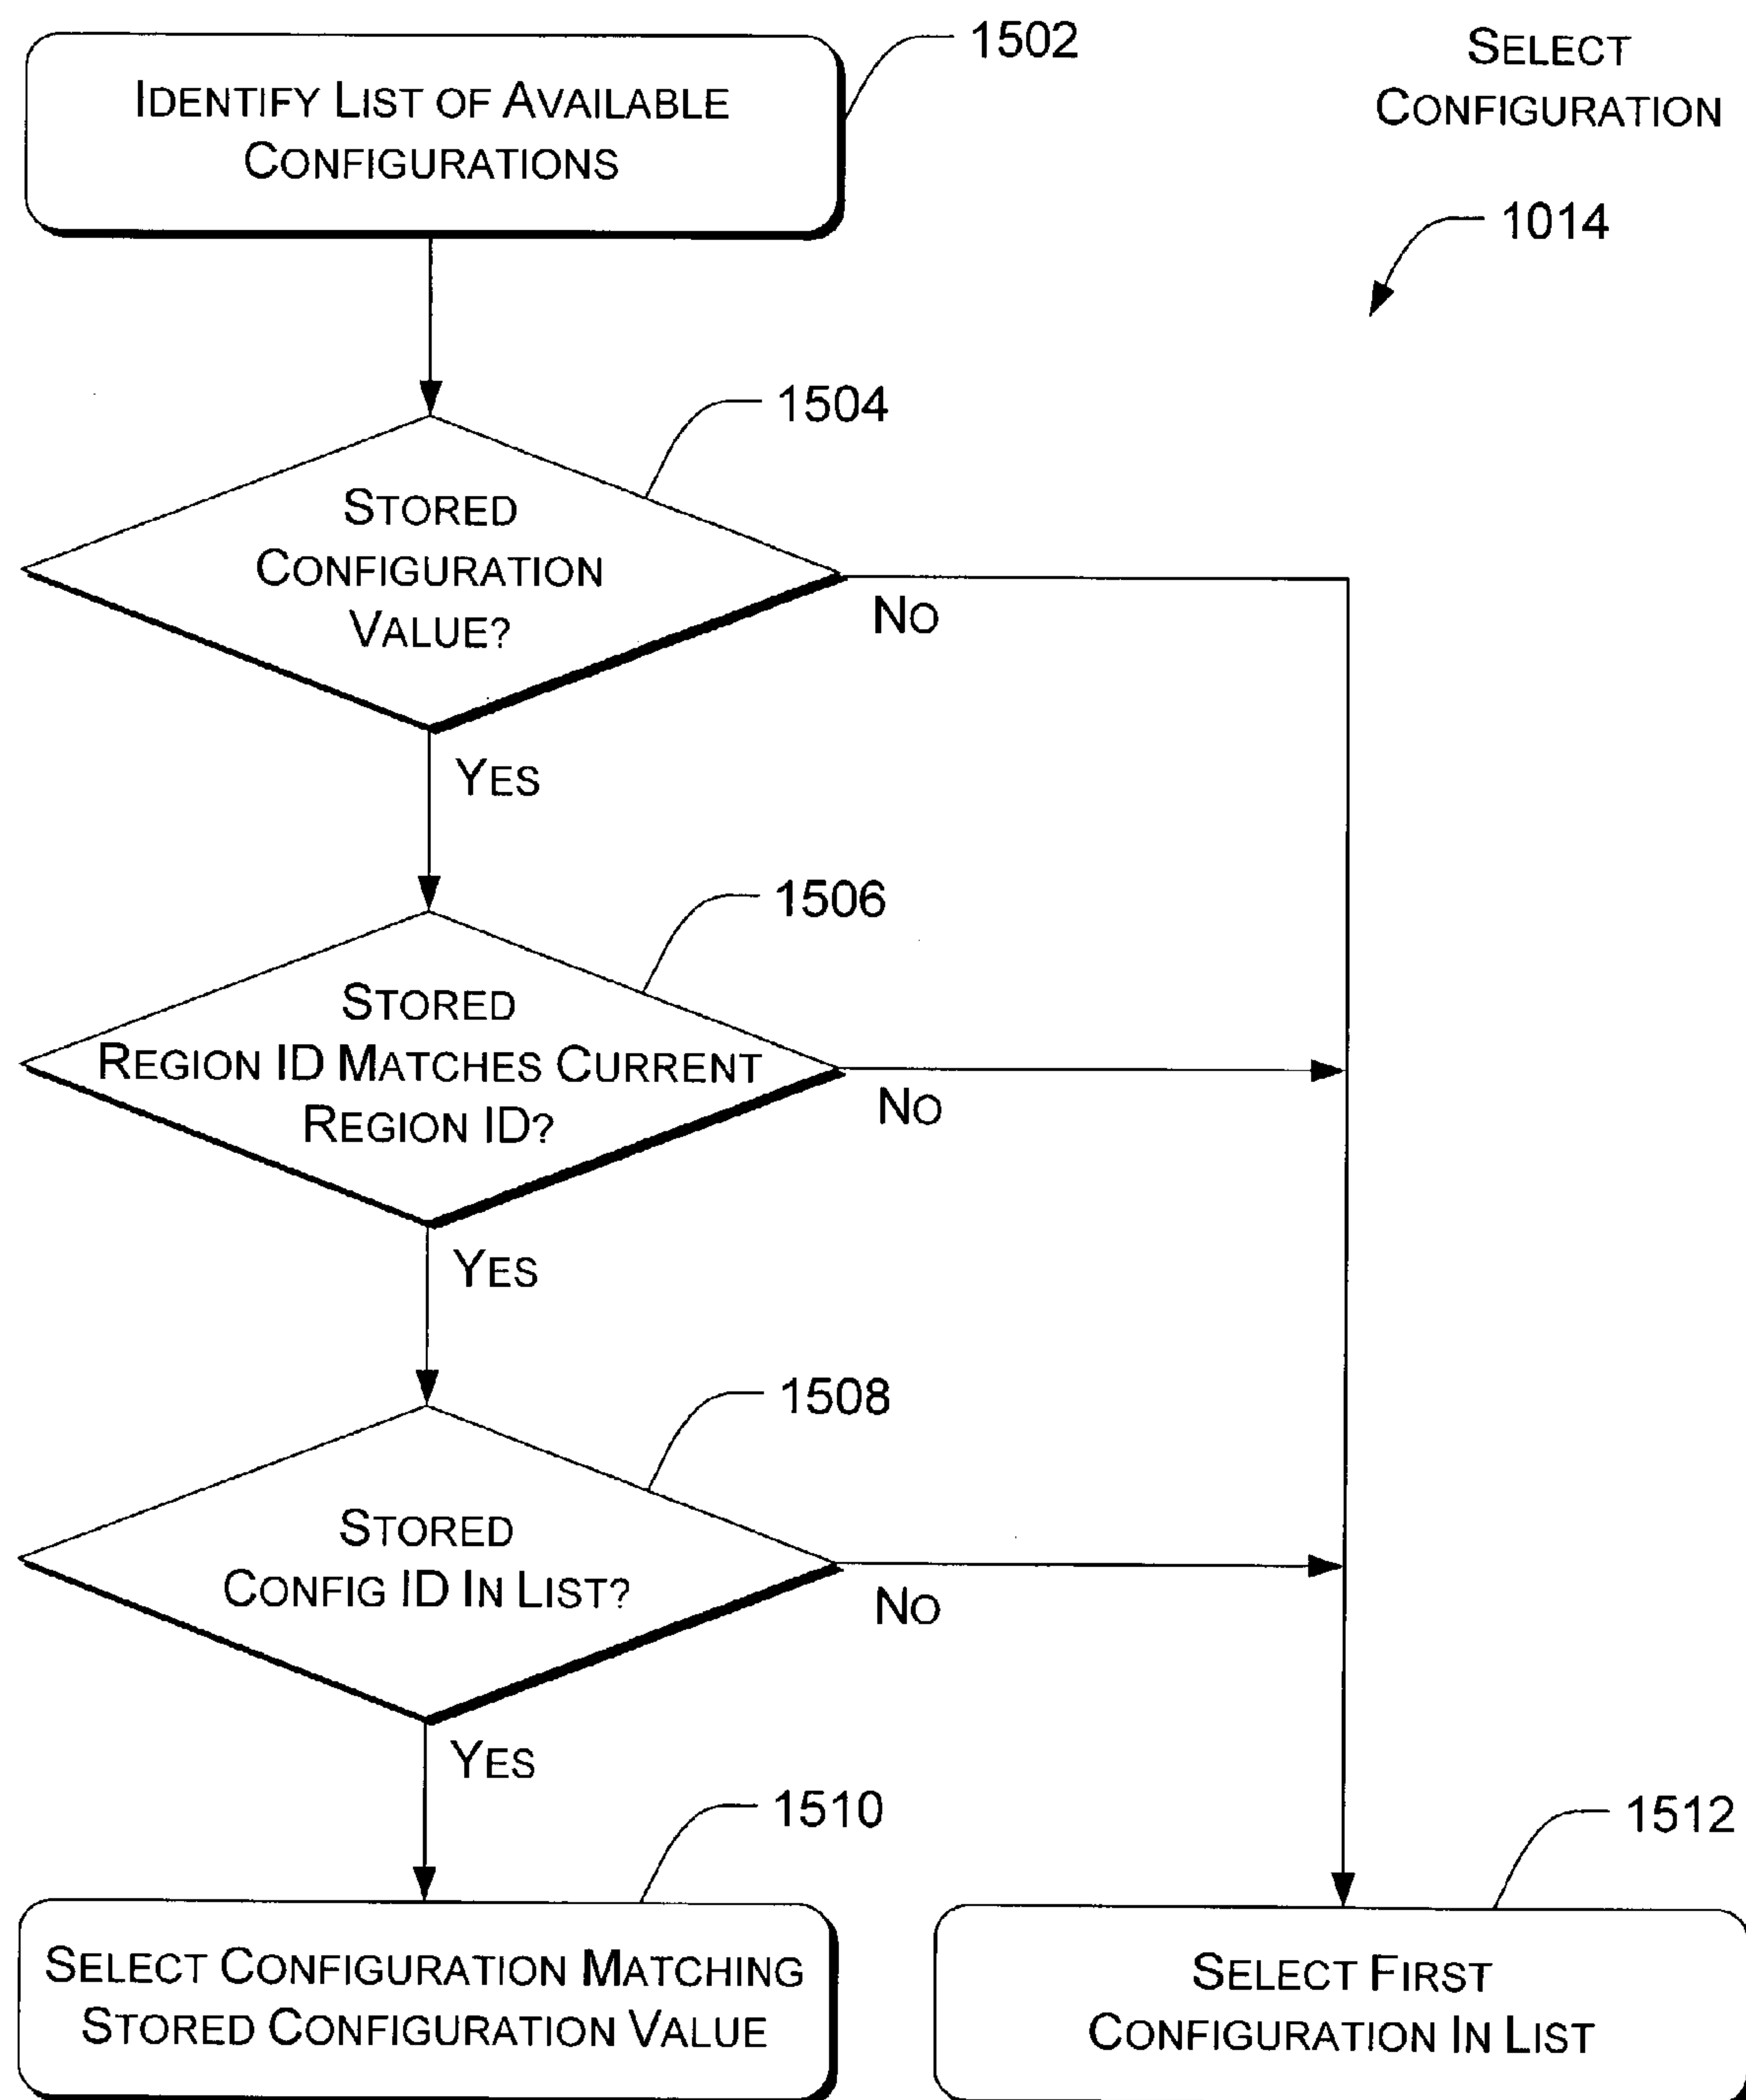 IDENTIFY LIST OF AVAILABLE
CONFIGURATIONS
1502
SELECT
CONFIGURATION
1014
1504
STORED
CONFIGURATION
VALUE?
NO
YES
1506
STORED
REGION ID MATCHES CURRENT
REGION ID?
NO
YES
1508
STORED
CONFIG ID IN LIST?
NO
YES
1510
SELECT CONFIGURATION MATCHING
STORED CONFIGURATION VALUE
1512
SELECT FIRST
CONFIGURATION IN LIST